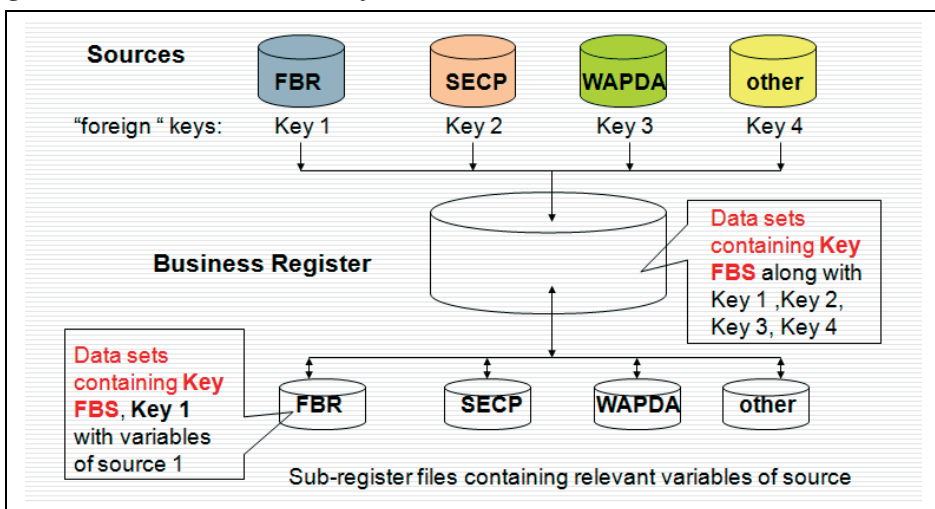 Sources
FBR
SECP
WAPDA
other
“foreign “ keys:
Key 1
Key 2
Key 3
Key 4
Business Register
Data sets
containing Key
FBS along with
Key 1 ,Key 2,
Key 3, Key 4
Data sets
containing Key
FBS, Key 1
with variables
of source 1
FBR
SECP
WAPDA
other
Sub-register files containing relevant variables of source